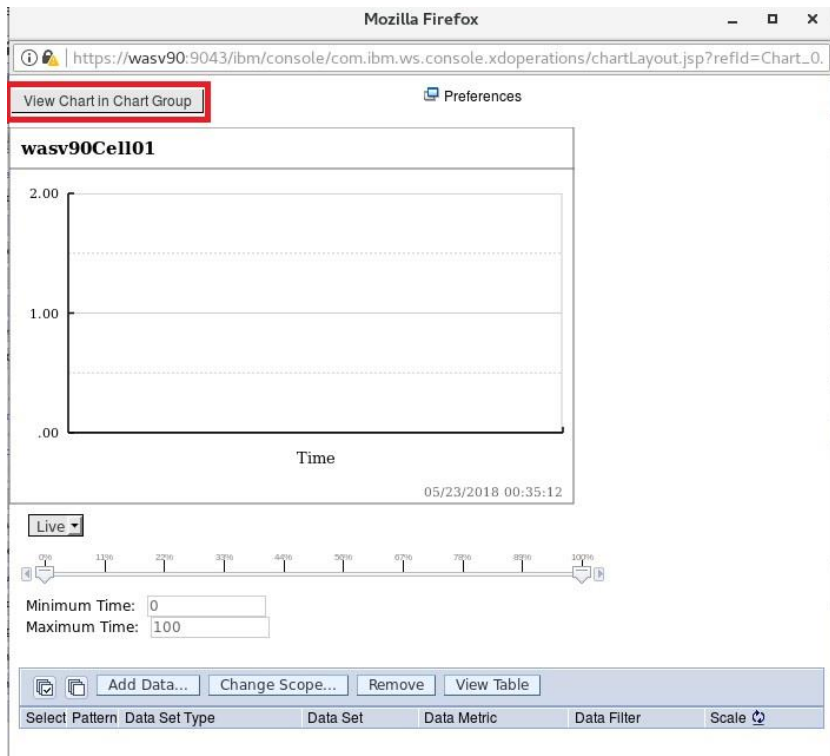 Mozilla Firefox
https://wasv90:9043/ibm/console/com.ibm.ws.console.xdoperations/chartLayout.jsp?refId=Chart_0.
View Chart in Chart Group
Preferences
wasv90Cell01
2.00
1.00
.00
Time
05/23/2018 00:35:12
Live
0% 11% 22% 33% 44% 56% 67% 78% 89% 100%
Minimum Time: 0
Maximum Time: 100
Add Data... Change Scope... Remove View Table
Select Pattern Data Set Type Data Set Data Metric Data Filter Scale